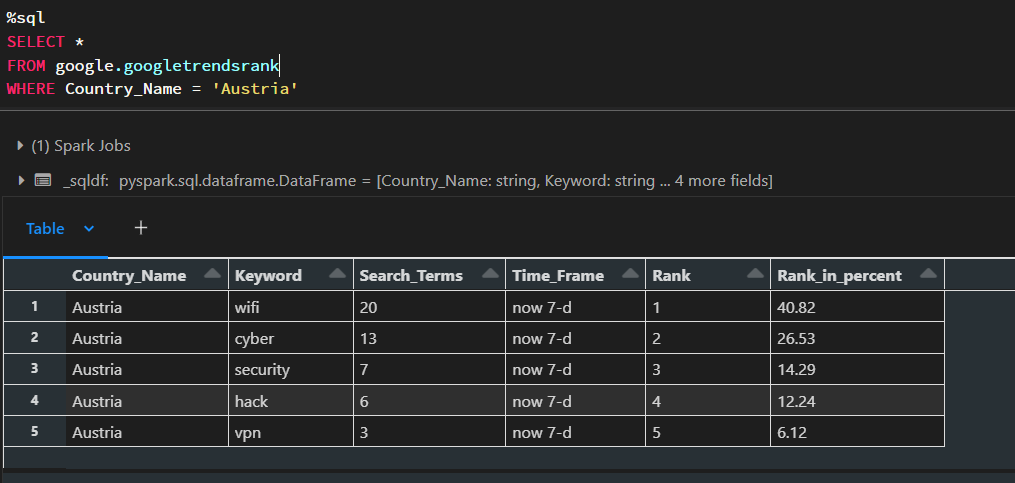 %sql
SELECT *
FROM google.googletrendsrank
WHERE Country_Name = 'Austria'
(1) Spark Jobs
_sqldf: pyspark.sql.dataframe.DataFrame = [Country_Name: string, Keyword: string ... 4 more fields]
Table
Country_Name Keyword Search_Terms Time_Frame Rank Rank_in_percent
1 Austria wifi 20 now 7-d 1 40.82
2 Austria cyber 13 now 7-d 2 26.53
3 Austria security 7 now 7-d 3 14.29
4 Austria hack 6 now 7-d 4 12.24
5 Austria vpn 3 now 7-d 5 6.12